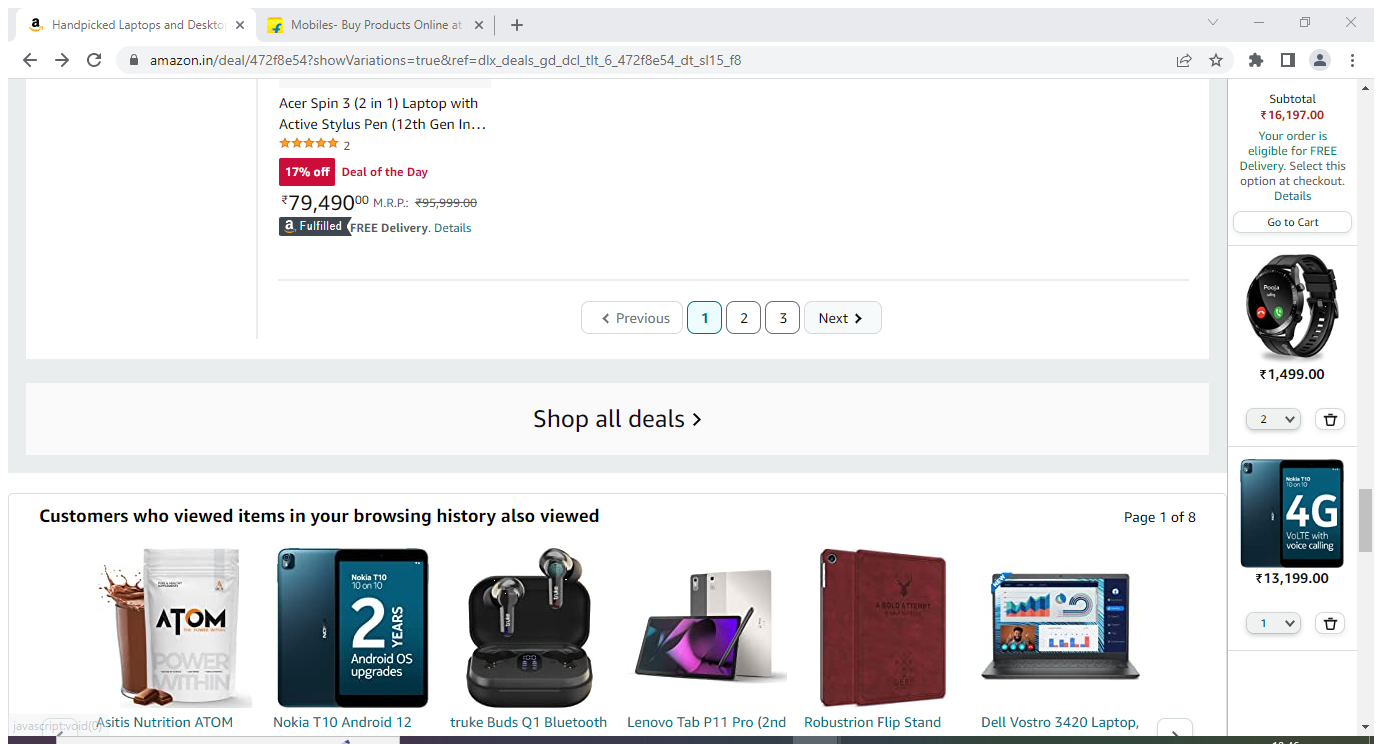 Handpicked Laptops and Deskto
Mobiles- Buy Products Online at
amazon.in/deal/472f8e54?showVariations=true&ref=dlx_deals_gd_dcl_tlt_6_472f8e54_dt_sl15_f8
Acer Spin 3 (2 in 1) Laptop with
Active Stylus Pen (12th Gen In...
2
17% off Deal of the Day
₹79,49000 M.R.P.: ₹95,999.00
a Fulfilled FREE Delivery. Details
Previous 1 2 3 Next
Shop all deals
Customers who viewed items in your browsing history also viewed
Page 1 of 8
ATOM
POWER
WITHIN
Nokia T10
10 on 10
2
YEARS
Android OS
upgrades
truke
truke
A BOLD ATTEMPT
NEW
Asitis Nutrition ATOM
Nokia T10 Android 12
truke Buds Q1 Bluetooth
Lenovo Tab P11 Pro (2nd
Robustrion Flip Stand
Dell Vostro 3420 Laptop,
javascript:void(0)
Subtotal
₹16,197.00
Your order is
eligible for FREE
Delivery. Select this
option at checkout.
Details
Go to Cart
Pooja
calling
₹1,499.00
2
Nokia T10
10 on 10
4G
VoLTE with
voice calling
₹13,199.00
1